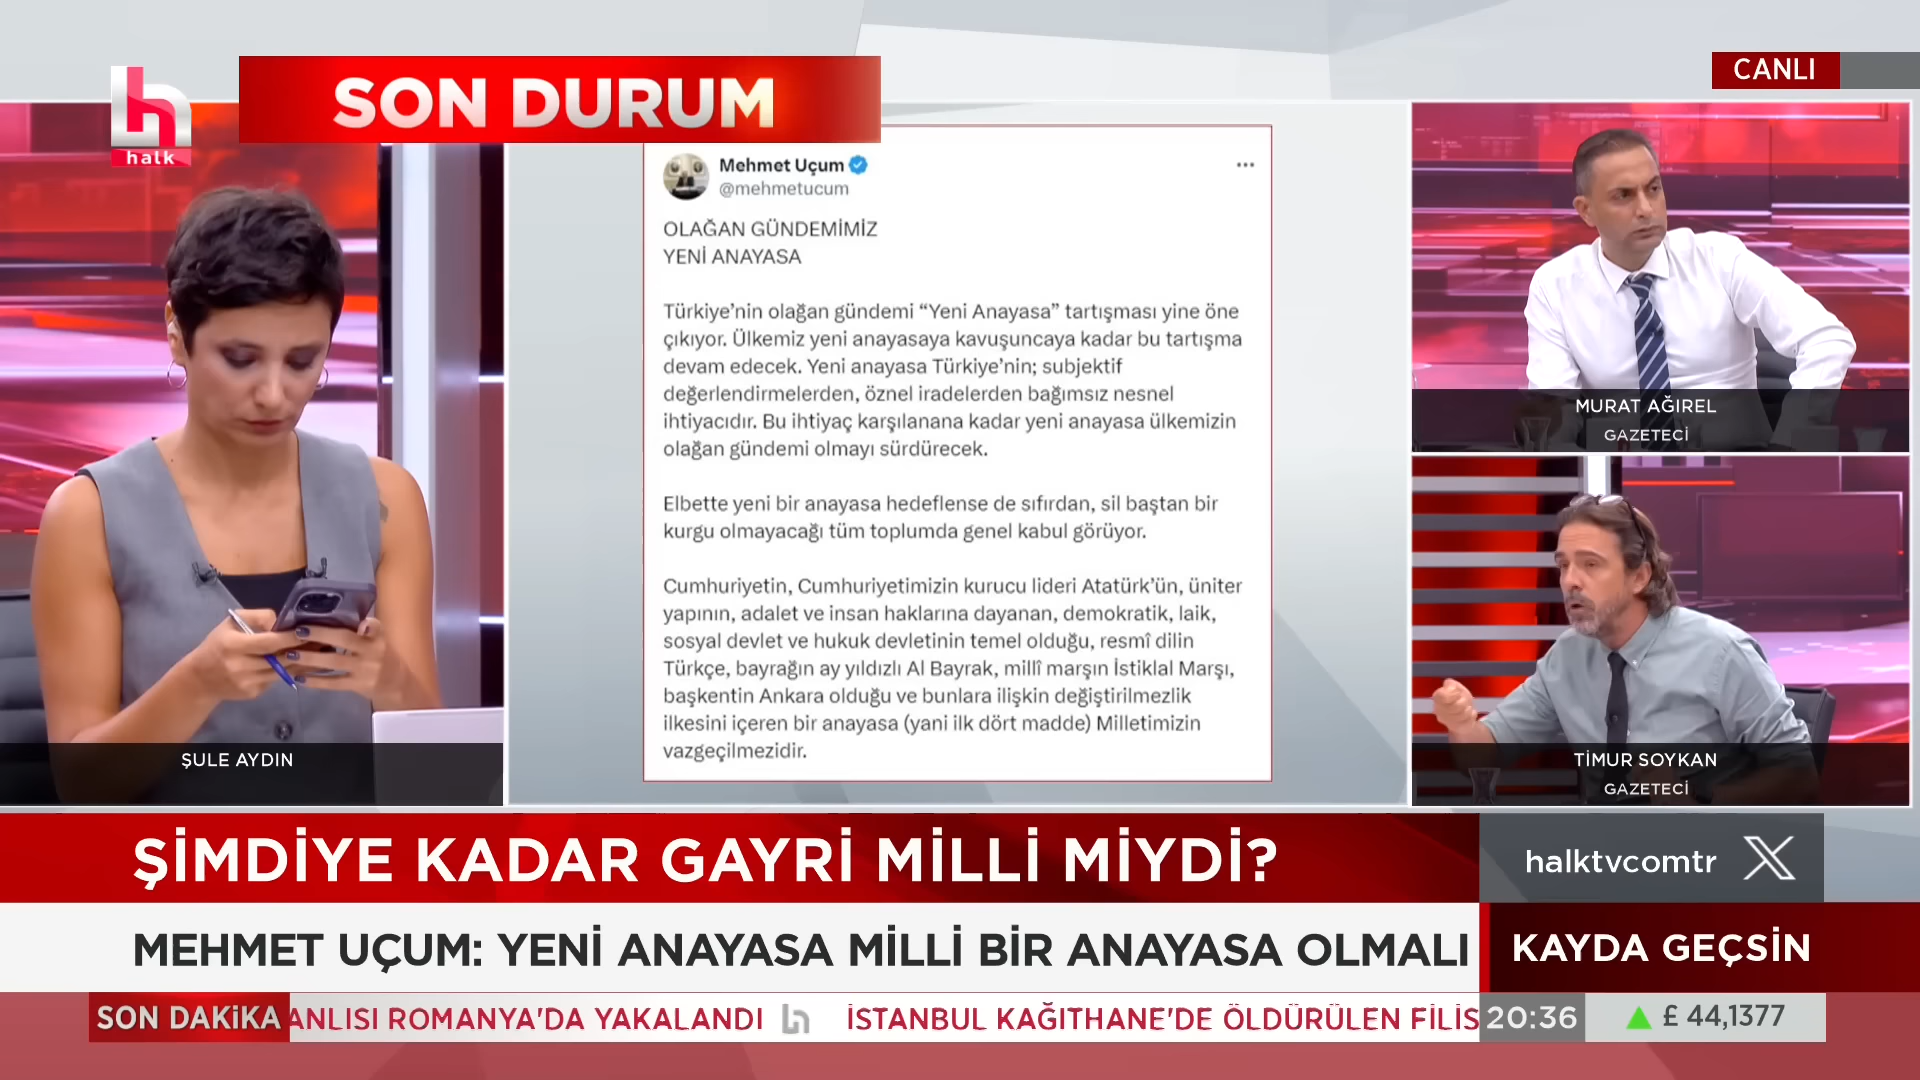 SON DURUM
CANLI
h
halk
Mehmet Uçum
@mehmetucum
OLAĞAN GÜNDEMİMİZ
YENİ ANAYASA
Türkiye’nin olağan gündemi “Yeni Anayasa” tartışması yine öne
çıkıyor. Ülkemiz yeni anayasaya kavuşuncaya kadar bu tartışma
devam edecek. Yeni anayasa Türkiye’nin; subjektif
değerlendirmelerden, öznel iradelerden bağımsız nesnel
ihtiyacıdır. Bu ihtiyaç karşılanana kadar yeni anayasa ülkemizin
olağan gündemi olmayı sürdürecek.
Elbette yeni bir anayasa hedeflense de sıfırdan, sil baştan bir
kurgu olmayacağı tüm toplumda genel kabul görüyor.
Cumhuriyetin, Cumhuriyetimizin kurucu lideri Atatürk’ün, üniter
yapının, adalet ve insan haklarına dayanan, demokratik, laik,
sosyal devlet ve hukuk devletinin temel olduğu, resmî dilin
Türkçe, bayrağın ay yıldızlı Al Bayrak, millî marşın İstiklal Marşı,
başkentin Ankara olduğu ve bunlara ilişkin değiştirilmezlik
ilkesini içeren bir anayasa (yani ilk dört madde) Milletimizin
vazgeçilmezidir.
MURAT AĞIREL
GAZETECİ
ŞULE AYDIN
TİMUR SOYKAN
GAZETECİ
ŞİMDİYE KADAR GAYRİ MİLLİ MİYDİ?
halktvcomtr
MEHMET UÇUM: YENİ ANAYASA MİLLİ BİR ANAYASA OLMALI
KAYDA GEÇSİN
SON DAKİKA
ANLISI ROMANYA'DA YAKALANDI h İSTANBUL KAĞITHANE'DE ÖLDÜRÜLEN FİLİS
20:36
£ 44,1377